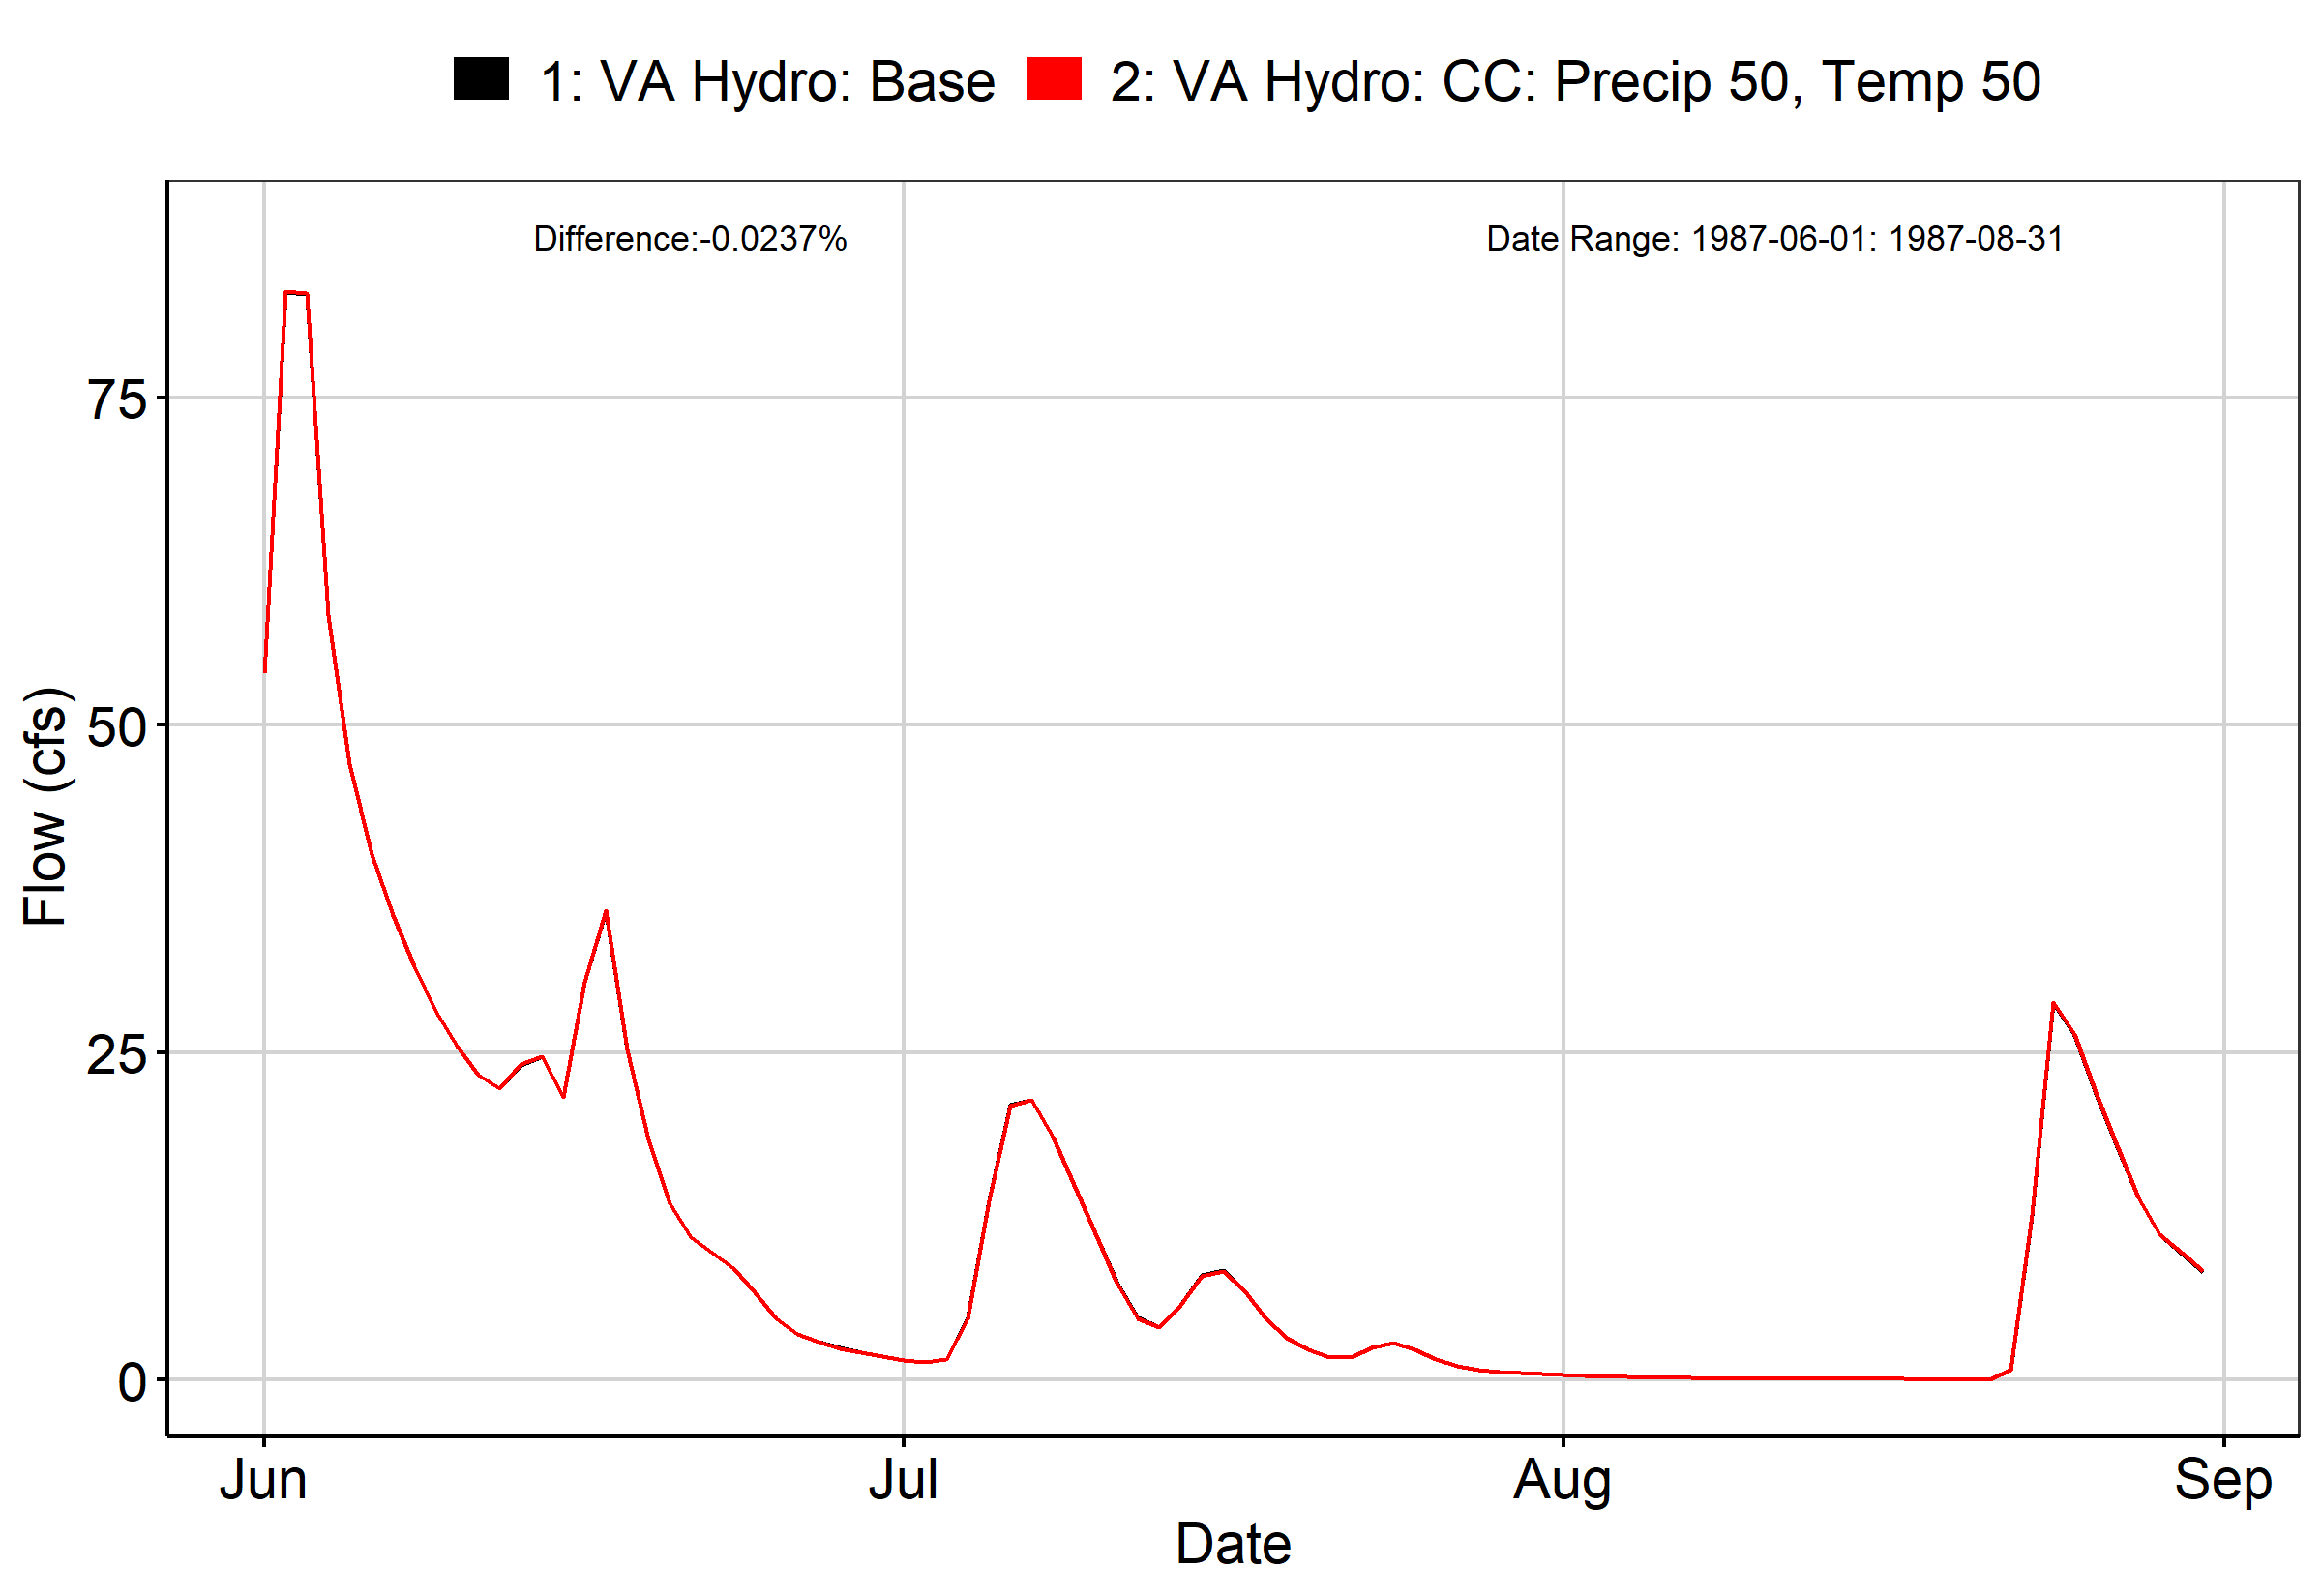 1: VA Hydro: Base 2: VA Hydro: CC: Precip 50, Temp 50
Difference:-0.0237% Date Range: 1987-06-01: 1987-08-31
75
50
25
0
Flow (cfs)
Jun Jul Aug Sep
Date